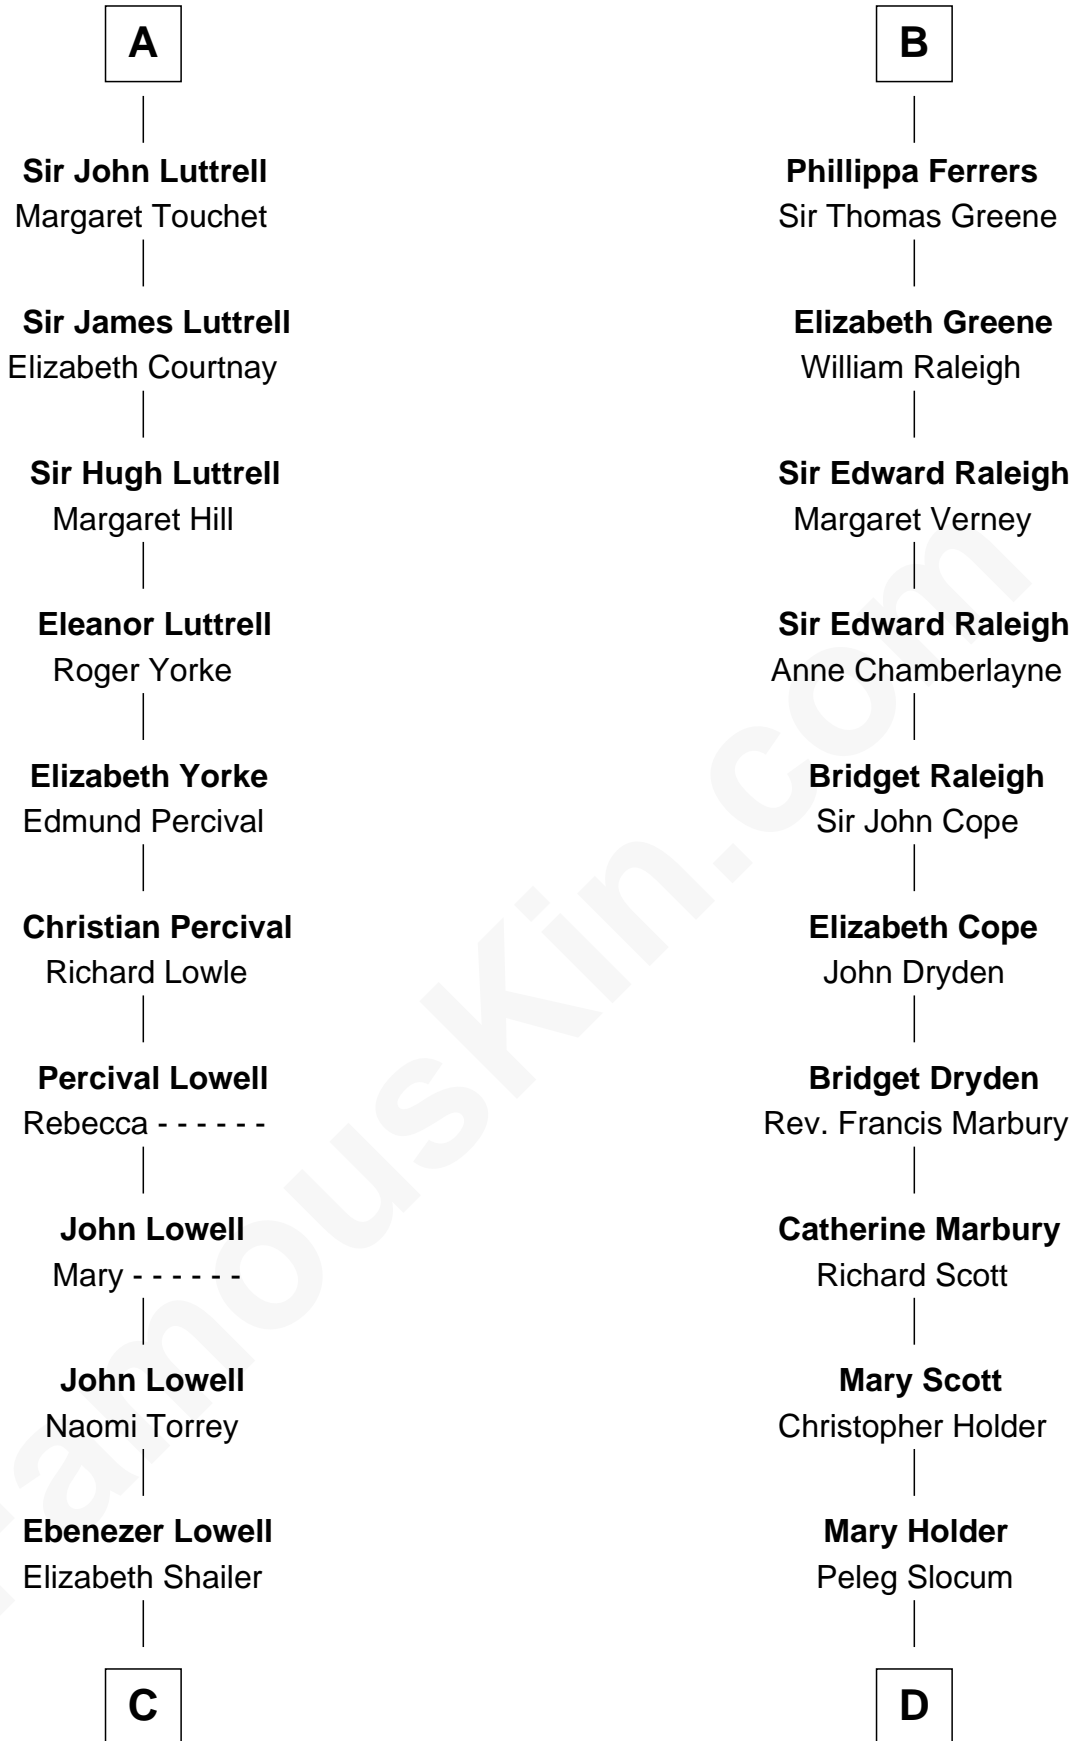 A
Sir John Luttrell
Margaret Touchet
Sir James Luttrell
Elizabeth Courtnay
Sir Hugh Luttrell
Margaret Hill
Eleanor Luttrell
Roger Yorke
Elizabeth Yorke
Edmund Percival
Christian Percival
Richard Lowle
Percival Lowell
Rebecca - - - - - -
John Lowell
Mary - - - - - -
John Lowell
Naomi Torrey
Ebenezer Lowell
Elizabeth Shailer
C
B
Phillippa Ferrers
Sir Thomas Greene
Elizabeth Greene
William Raleigh
Sir Edward Raleigh
Margaret Verney
Sir Edward Raleigh
Anne Chamberlayne
Bridget Raleigh
Sir John Cope
Elizabeth Cope
John Dryden
Bridget Dryden
Rev. Francis Marbury
Catherine Marbury
Richard Scott
Mary Scott
Christopher Holder
Mary Holder
Peleg Slocum
D
FamousKin.com